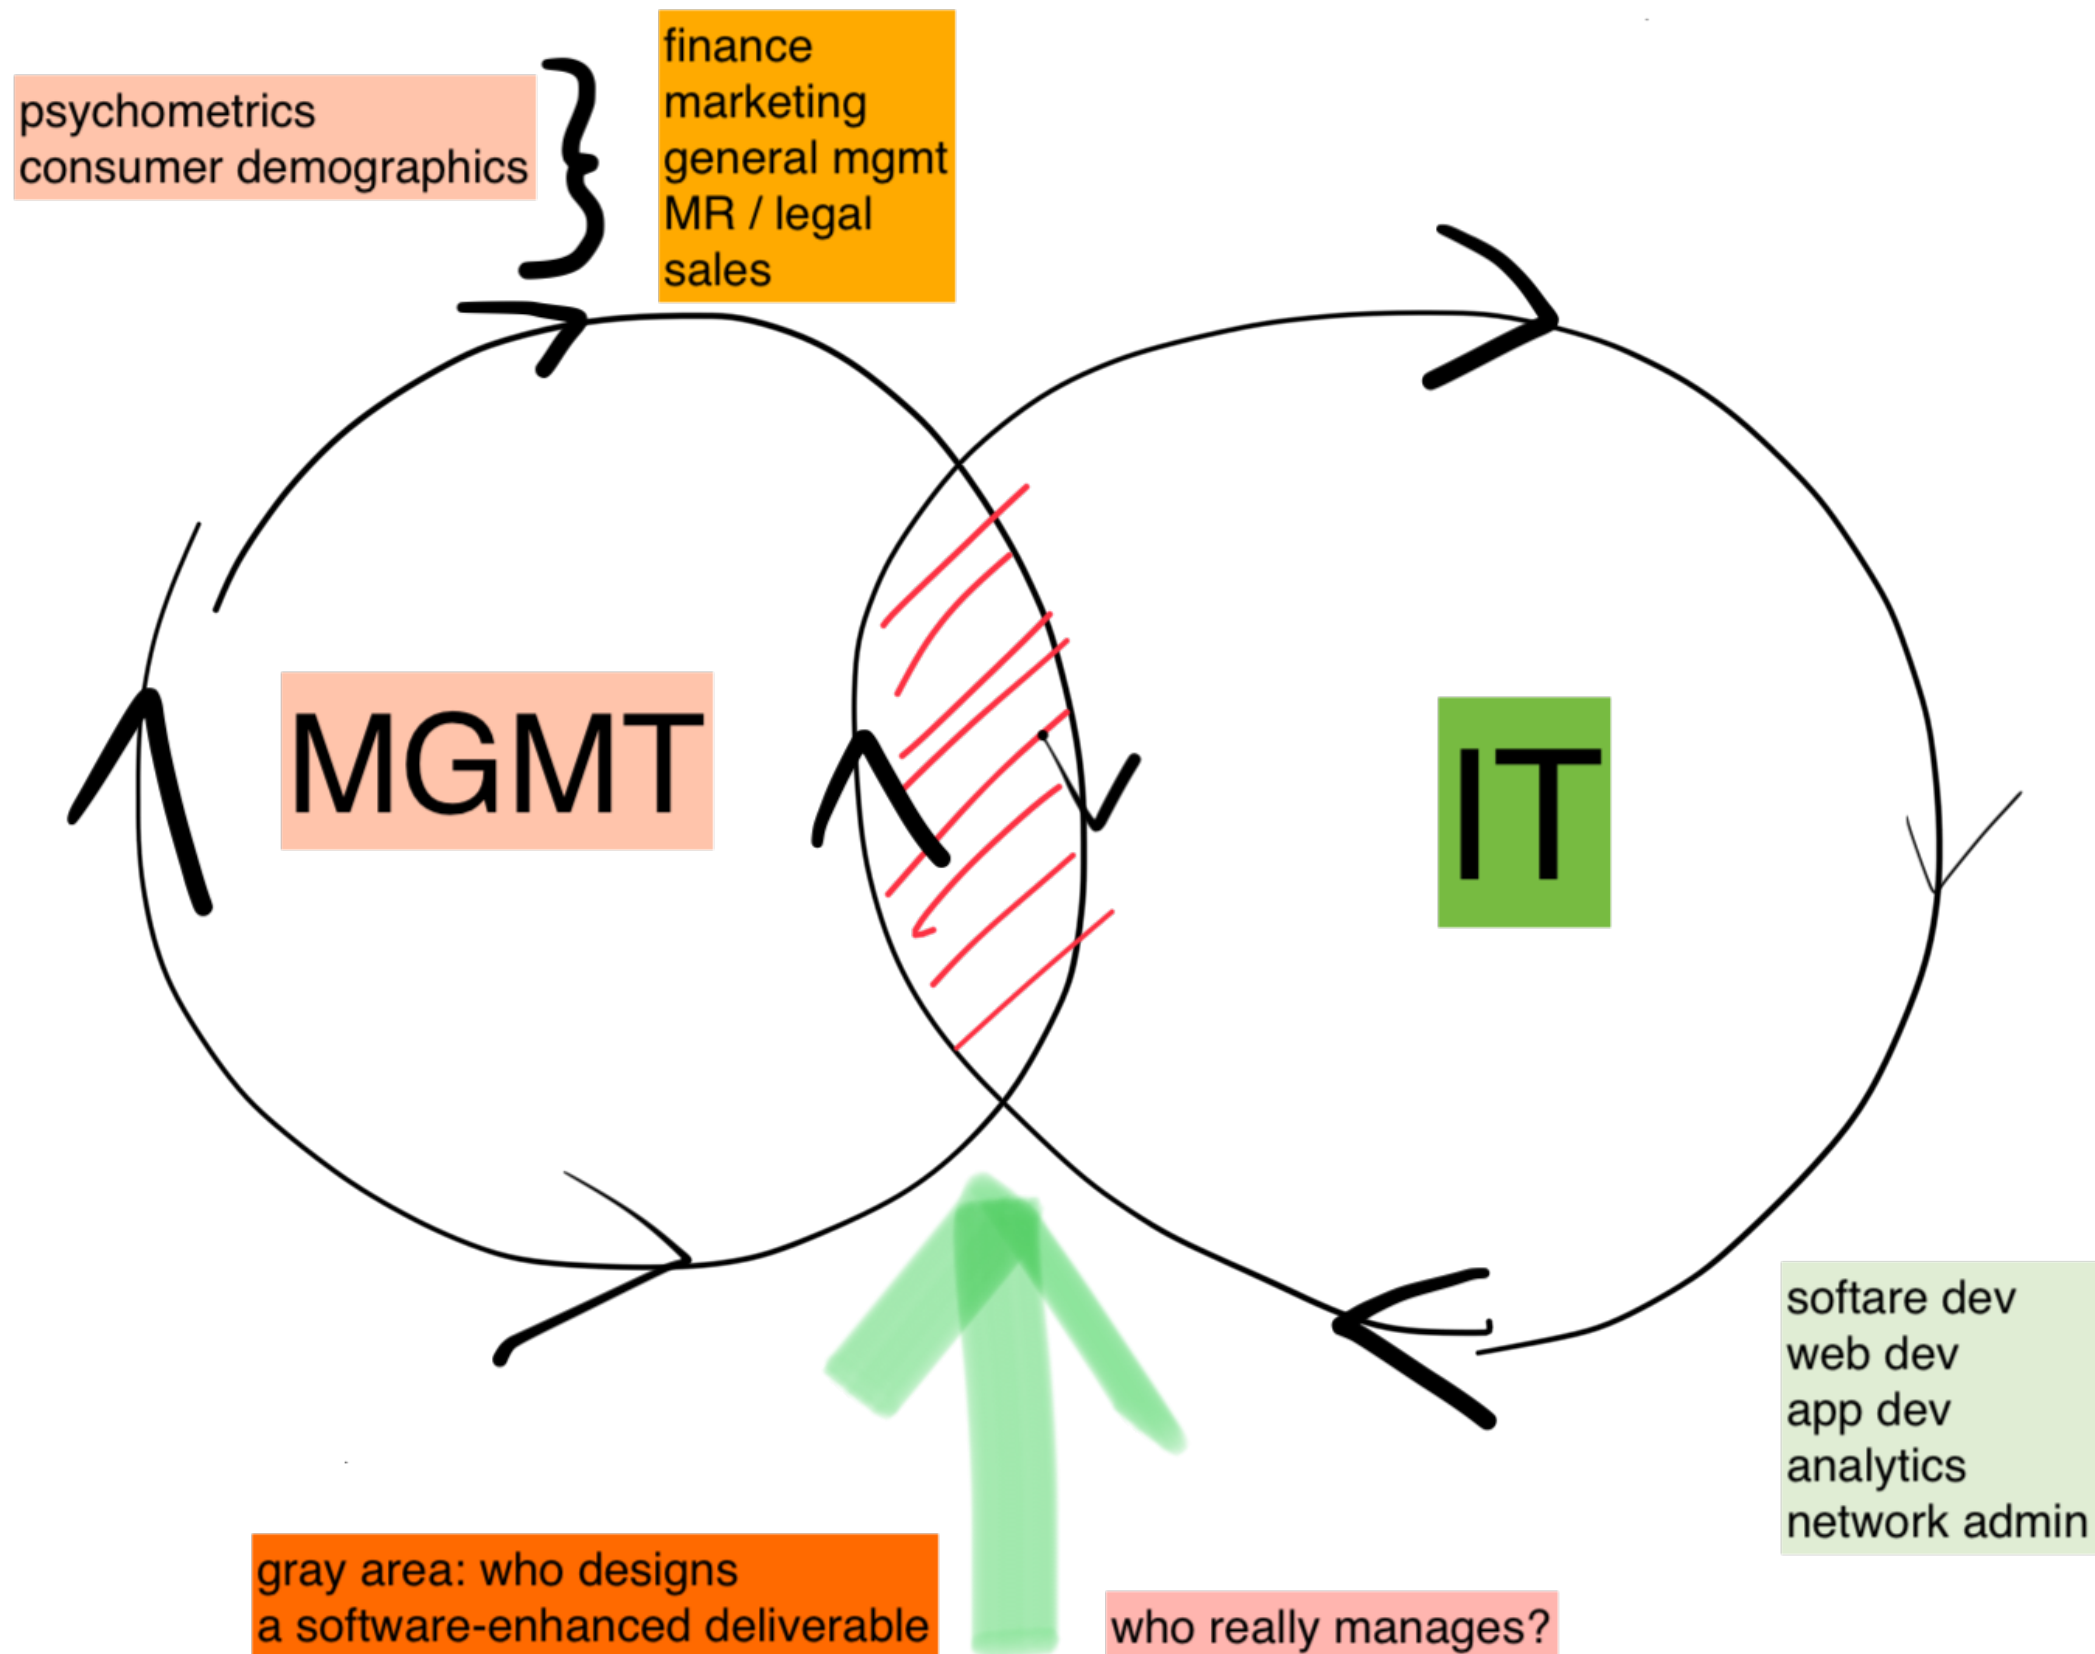 psychometrics
consumer demographics
finance
marketing
general mgmt
MR / legal
sales
MGMT
IT
softare dev
web dev
app dev
analytics
network admin
gray area: who designs
a software-enhanced deliverable
who really manages?